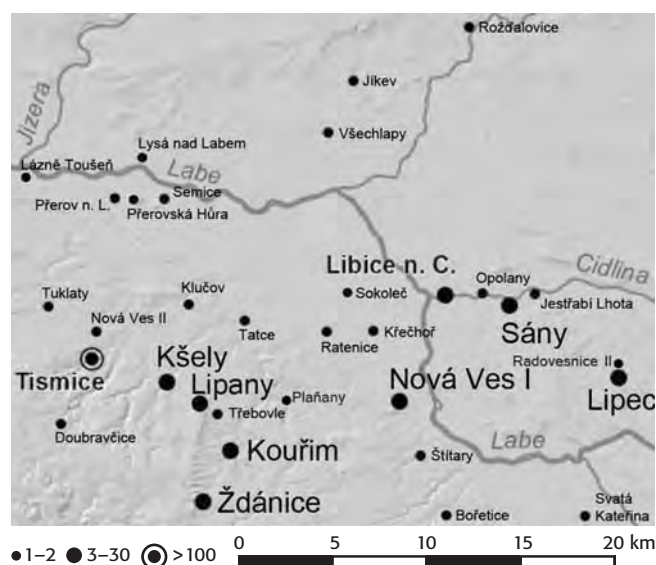 Rožďalovice
Jizera
Jíkev
Všechlapy
Lysá nad Labem
Lázně Toušeň
Labe
Semice
Přerov n. L.
Přerovská Hůra
Libice n. C.
Opolany
Cidlina
Tuklaty
Klučov
Sokoleč
Jestřabí Lhota
Nová Ves II
Tatce
Ratenice
Křečhoř
Sány
Tismice
Kšely
Radovesnice II
Lipany
Plaňany
Nová Ves I
Lipec
Třebovle
Doubravčice
Labe
Kouřim
Štítary
Ždánice
Bořetice
Svatá
Kateřina
1–2 3–30 >100 0 5 10 15 20 km